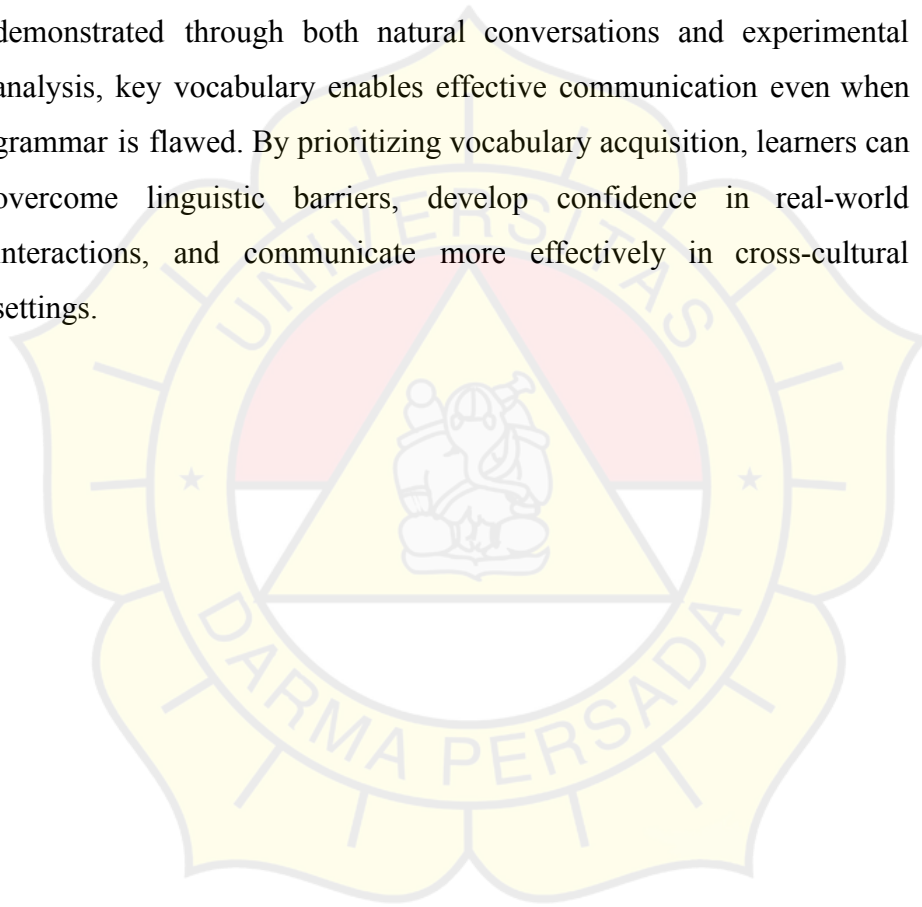 demonstrated through both natural conversations and experimental
analysis, key vocabulary enables effective communication even when
grammar is flawed. By prioritizing vocabulary acquisition, learners can
overcome linguistic barriers, develop confidence in real-world
interactions, and communicate more effectively in cross-cultural
settings.
UNIVERSITAS
DARMA PERSADA